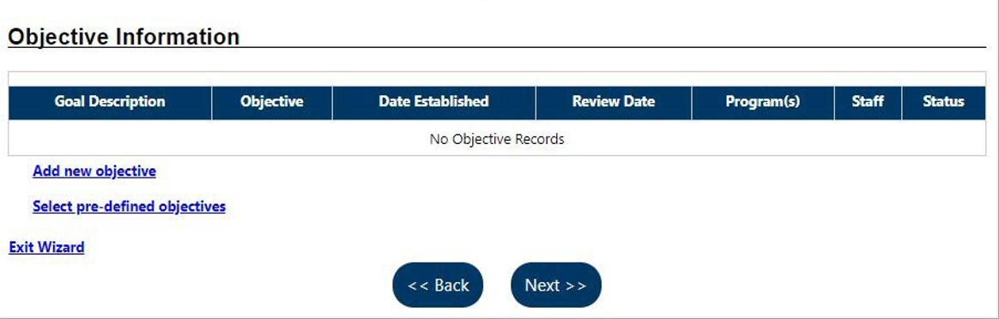 Objective Information
Goal Description Objective Date Established Review Date Program(s) Staff Status
No Objective Records
Add new objective
Select pre-defined objectives
Exit Wizard
<< Back Next >>